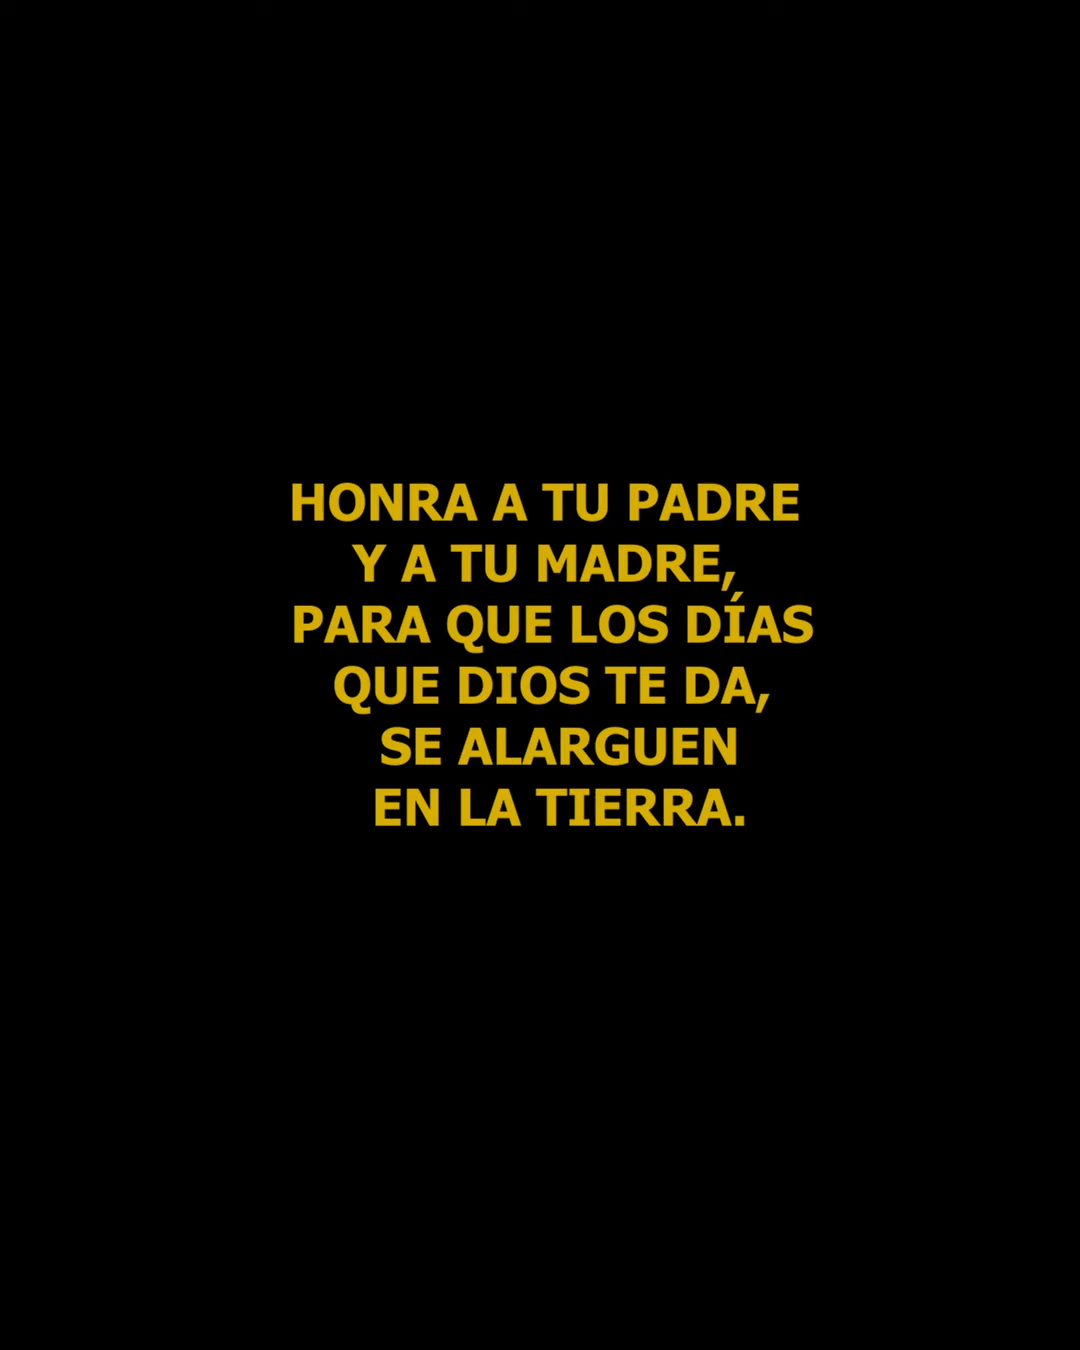 HONRA A TU PADRE
Y A TU MADRE,
PARA QUE LOS DÍAS
QUE DIOS TE DA,
SE ALARGUEN
EN LA TIERRA.